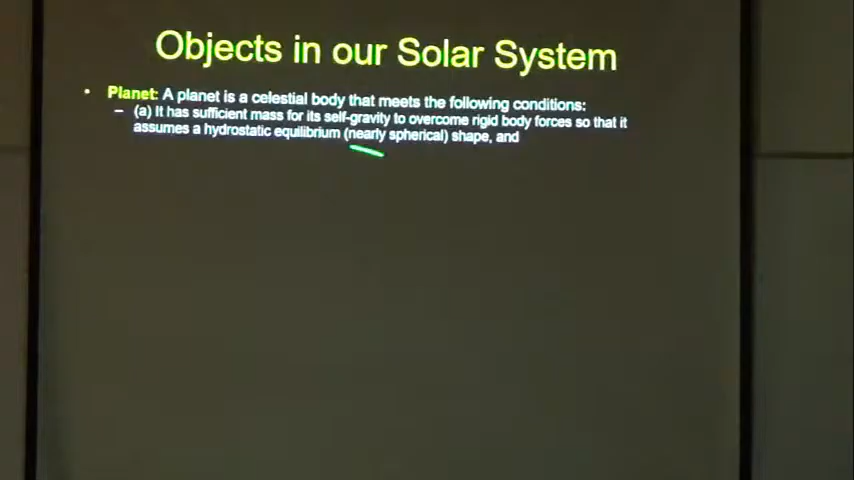 Objects in our Solar System
• Planet: A planet is a celestial body that meets the following conditions:
– (a) It has sufficient mass for its self-gravity to overcome rigid body forces so that it
assumes a hydrostatic equilibrium (nearly spherical) shape, and